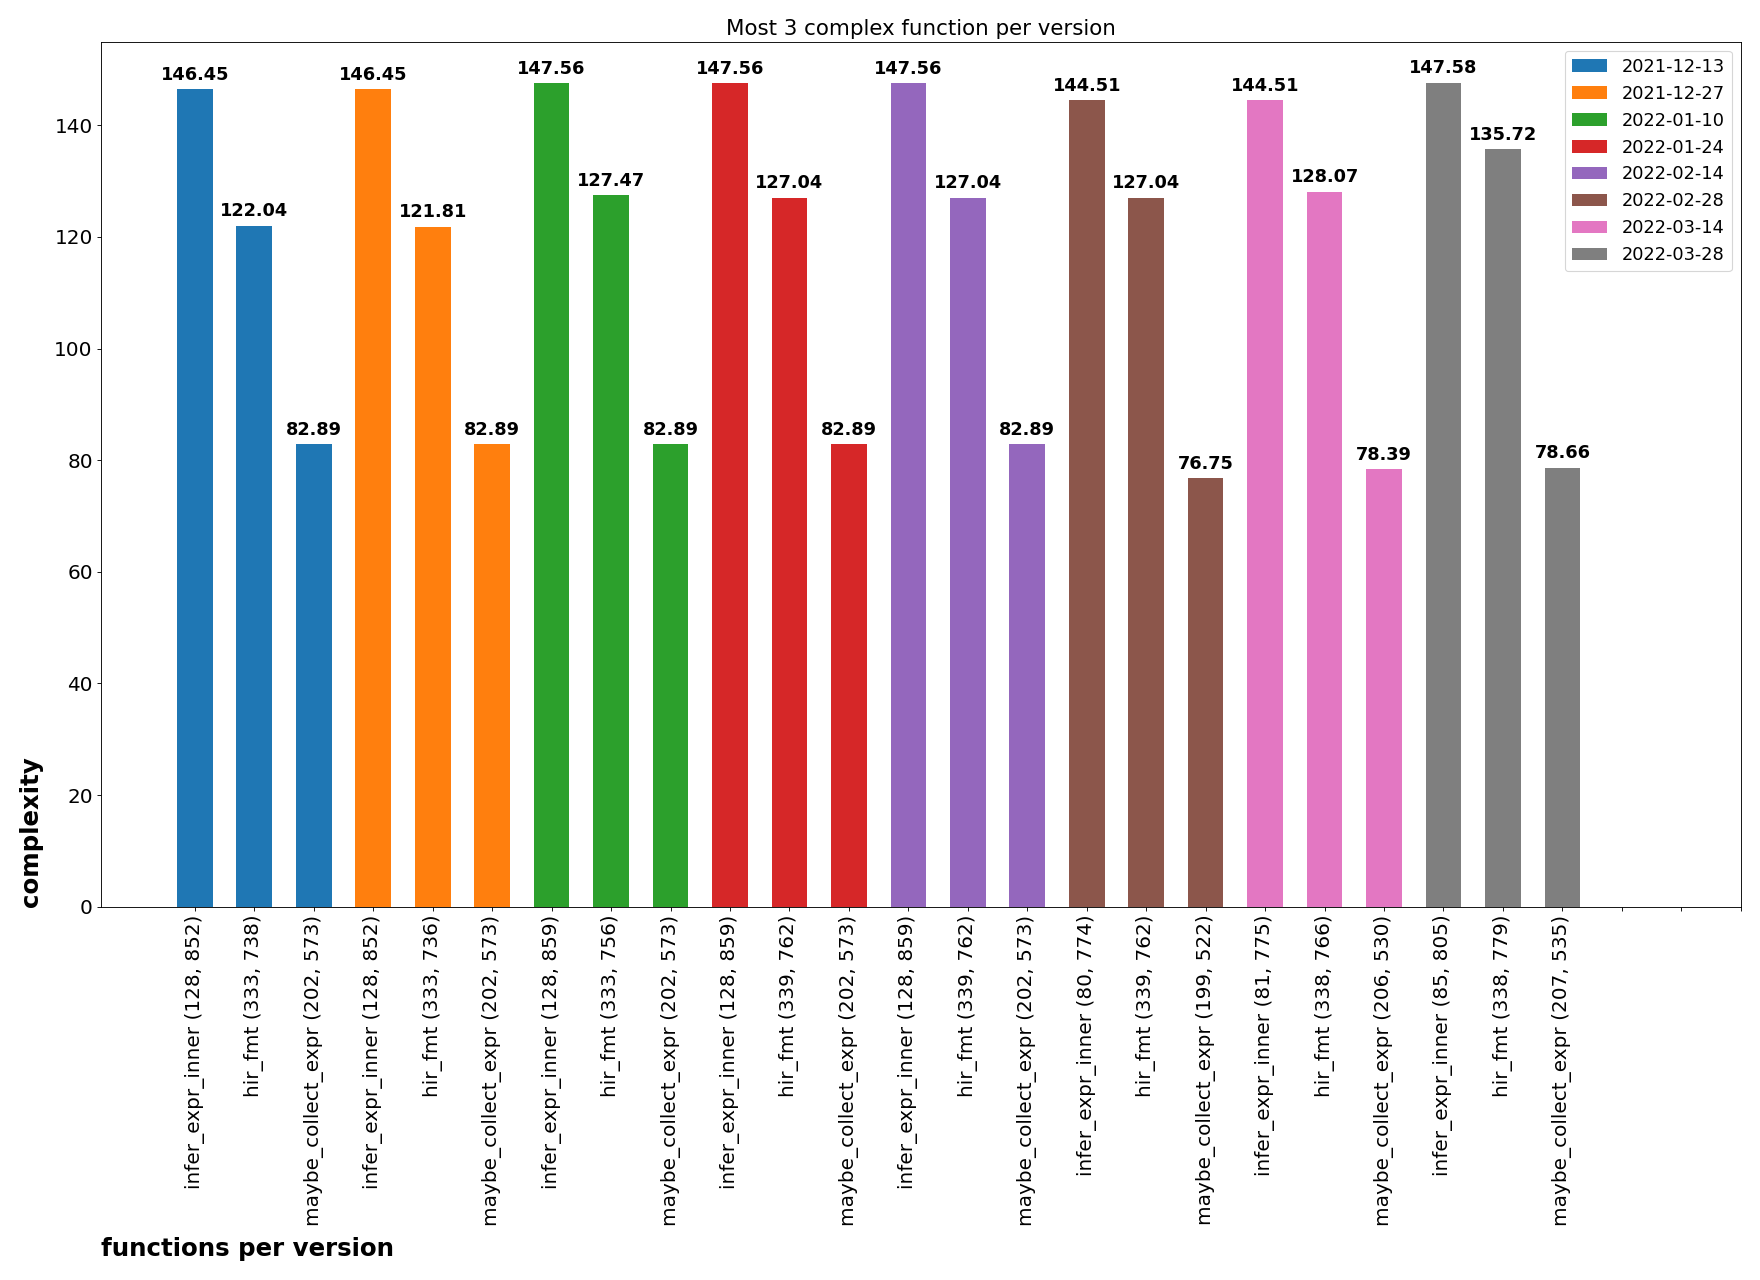 Most 3 complex function per version
146.45
122.04
82.89
146.45
121.81
82.89
147.56
127.47
82.89
147.56
127.04
82.89
147.56
127.04
82.89
144.51
127.04
76.75
144.51
128.07
78.39
147.58
135.72
78.66
2021-12-13
2021-12-27
2022-01-10
2022-01-24
2022-02-14
2022-02-28
2022-03-14
2022-03-28
140
120
100
80
60
40
20
0
complexity
infer_expr_inner (128, 852)
hir_fmt (333, 738)
maybe_collect_expr (202, 573)
infer_expr_inner (128, 852)
hir_fmt (333, 736)
maybe_collect_expr (202, 573)
infer_expr_inner (128, 859)
hir_fmt (333, 756)
maybe_collect_expr (202, 573)
infer_expr_inner (128, 859)
hir_fmt (339, 762)
maybe_collect_expr (202, 573)
infer_expr_inner (128, 859)
hir_fmt (339, 762)
maybe_collect_expr (202, 573)
infer_expr_inner (80, 774)
hir_fmt (339, 762)
maybe_collect_expr (199, 522)
infer_expr_inner (81, 775)
hir_fmt (338, 766)
maybe_collect_expr (206, 530)
infer_expr_inner (85, 805)
hir_fmt (338, 779)
maybe_collect_expr (207, 535)
functions per version